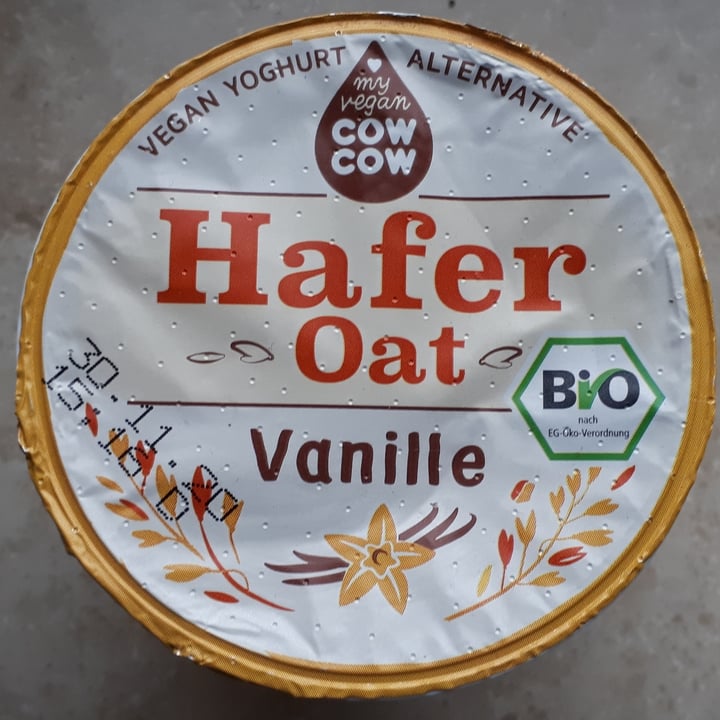 VEGAN YOGHURT ALTERNATIVE
my
vegan
COW
COW
Hafer
Oat
BiO
nach
EG-Öko-Verordnung
Vanille
30.11.